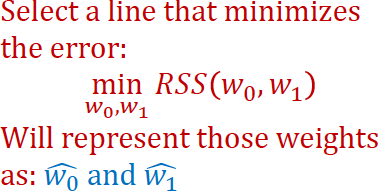 Select a line that minimizes
the error:
min RSS(w₀, w₁)
w₀,w₁
Will represent those weights
as: ŵ₀ and ŵ₁